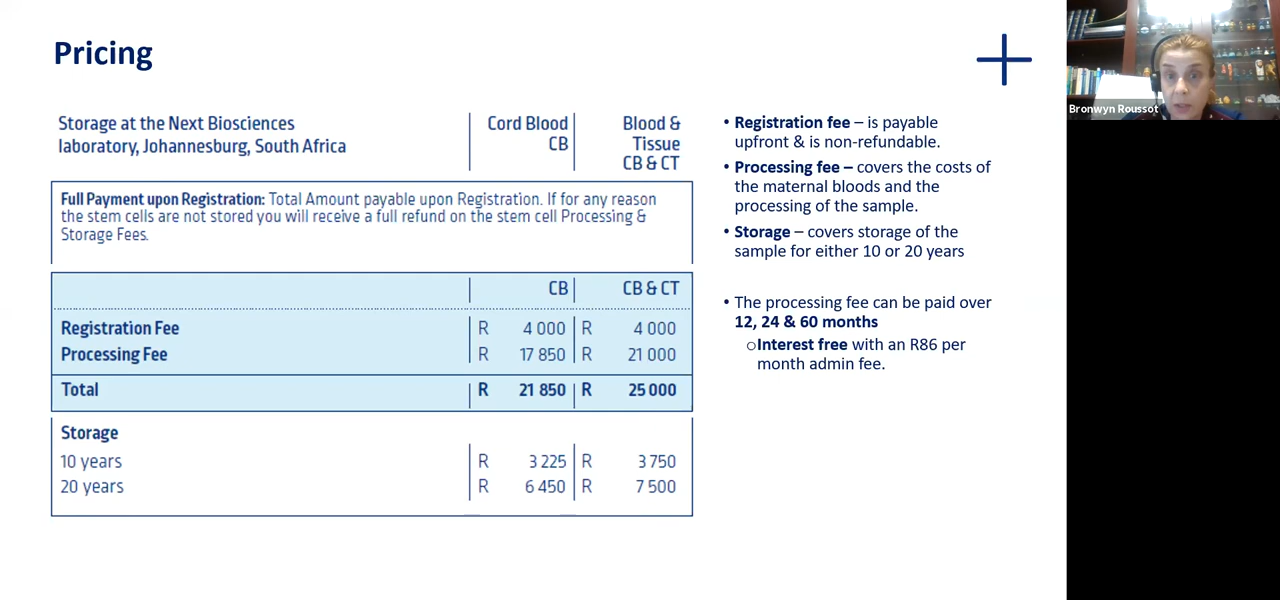 Pricing
Storage at the Next Biosciences
laboratory, Johannesburg, South Africa
Cord Blood
CB
Blood &
Tissue
CB & CT
Full Payment upon Registration: Total Amount payable upon Registration. If for any reason
the stem cells are not stored you will receive a full refund on the stem cell Processing &
Storage Fees.
CB CB & CT
Registration Fee R 4 000 R 4 000
Processing Fee R 17 850 R 21 000
Total R 21 850 R 25 000
Storage
10 years R 3 225 R 3 750
20 years R 6 450 R 7 500
• Registration fee – is payable
upfront & is non-refundable.
• Processing fee – covers the costs of
the maternal bloods and the
processing of the sample.
• Storage – covers storage of the
sample for either 10 or 20 years
• The processing fee can be paid over
12, 24 & 60 months
oInterest free with an R86 per
month admin fee.
Bronwyn Roussot